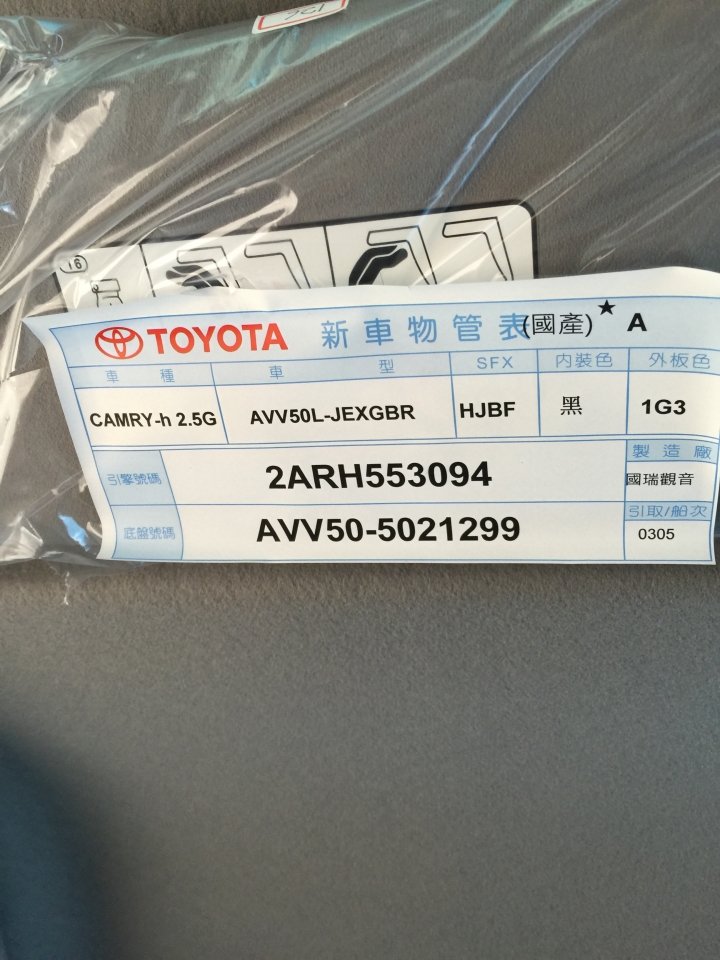 16
TOYOTA 新車物管表(國產)★ A
車種 車型 SFX 內裝色 外板色
CAMRY-h 2.5G AVV50L-JEXGBR HJBF 黑 1G3
引擎號碼 2ARH553094 製造廠 國瑞觀音
底盤號碼 AVV50-5021299 引取/船次 0305